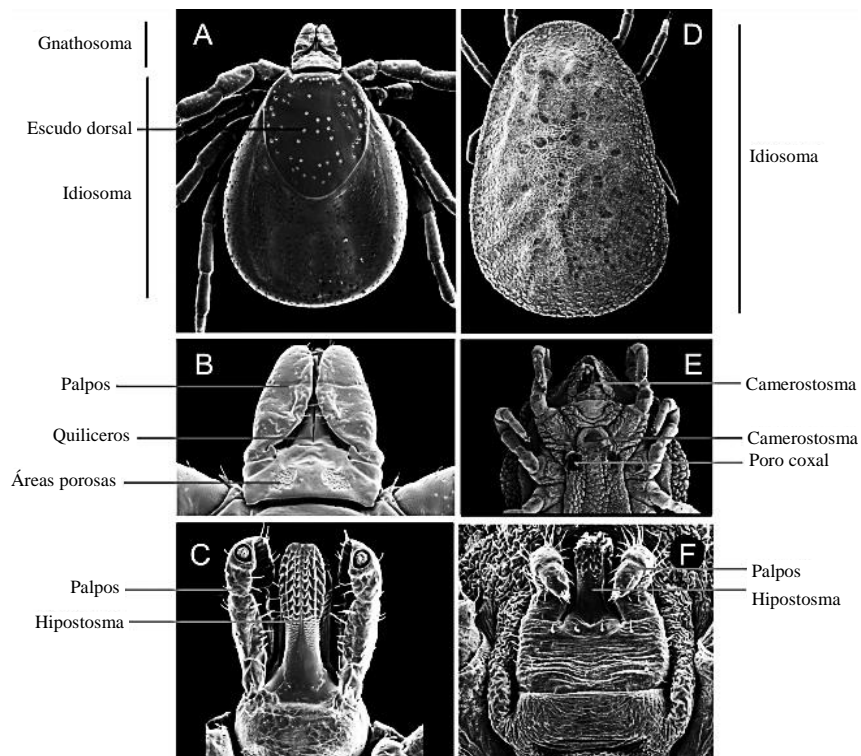 A
D
Gnathosoma
Escudo dorsal
Idiosoma
Idiosoma
B
E
Palpos
Quiliceros
Áreas porosas
Camerostosma
Camerostosma
Poro coxal
C
F
Palpos
Hipostosma
Palpos
Hipostosma